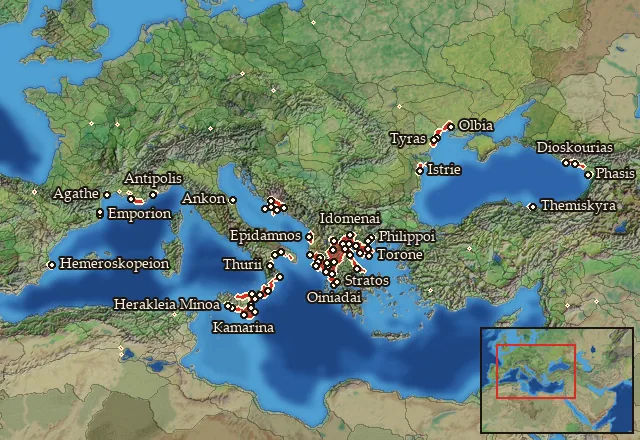 Olbia
Tyras
Dioskourias
Istrie
Phasis
Antipolis
Agathe
Ankon
Themiskyra
Emporion
Idomenai
Epidamnos
Philippoi
Torone
Hemeroskopeion
Thurii
Stratos
Oiniadai
Herakleia Minoa
Kamarina